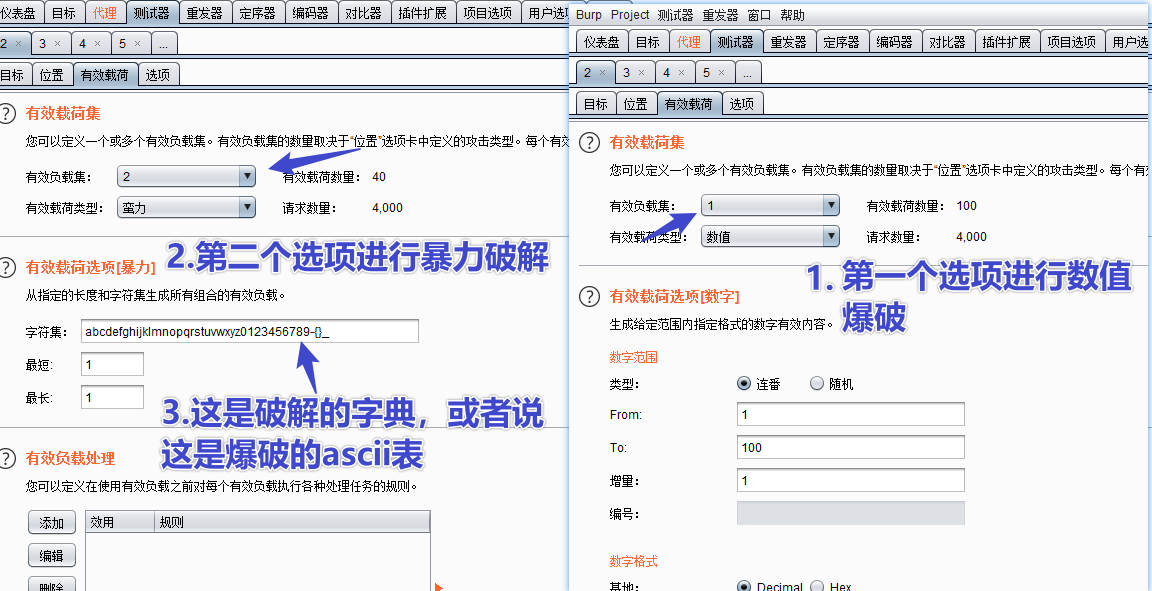 仪表盘 目标 代理 测试器 重发器 定序器 编码器 对比器 插件扩展 项目选项 用户选
2 × 3 × 4 × 5 × ...
目标 位置 有效载荷 选项
? 有效载荷集
您可以定义一个或多个有效负载集。有效负载集的数量取决于“位置”选项卡中定义的攻击类型。每个有效
有效负载集: 2 有效载荷数量: 40
有效载荷类型: 蛮力 请求数量: 4,000
2.第二个选项进行暴力破解
? 有效载荷选项[暴力]
从指定的长度和字符集生成所有组合的有效负载。
字符集: abcdefghijklmnopqrstuvwxyz0123456789-{}_
最短: 1
最长: 1
3.这是破解的字典，或者说
这是爆破的ascii表
? 有效负载处理
您可以定义在使用有效负载之前对每个有效负载执行各种处理任务的规则。
添加 效用 规则
编辑
删除
Burp Project 测试器 重发器 窗口 帮助
仪表盘 目标 代理 测试器 重发器 定序器 编码器 对比器 插件扩展 项目选项 用户选
2 × 3 × 4 × 5 × ...
目标 位置 有效载荷 选项
? 有效载荷集
您可以定义一个或多个有效负载集。有效负载集的数量取决于“位置”选项卡中定义的攻击类型。每个有
有效负载集: 1 有效载荷数量: 100
有效载荷类型: 数值 请求数量: 4,000
1. 第一个选项进行数值
爆破
? 有效载荷选项[数字]
生成给定范围内指定格式的数字有效内容。
数字范围
类型: 连番 随机
From: 1
To: 100
增量: 1
编号:
数字格式
基地: Decimal Hex